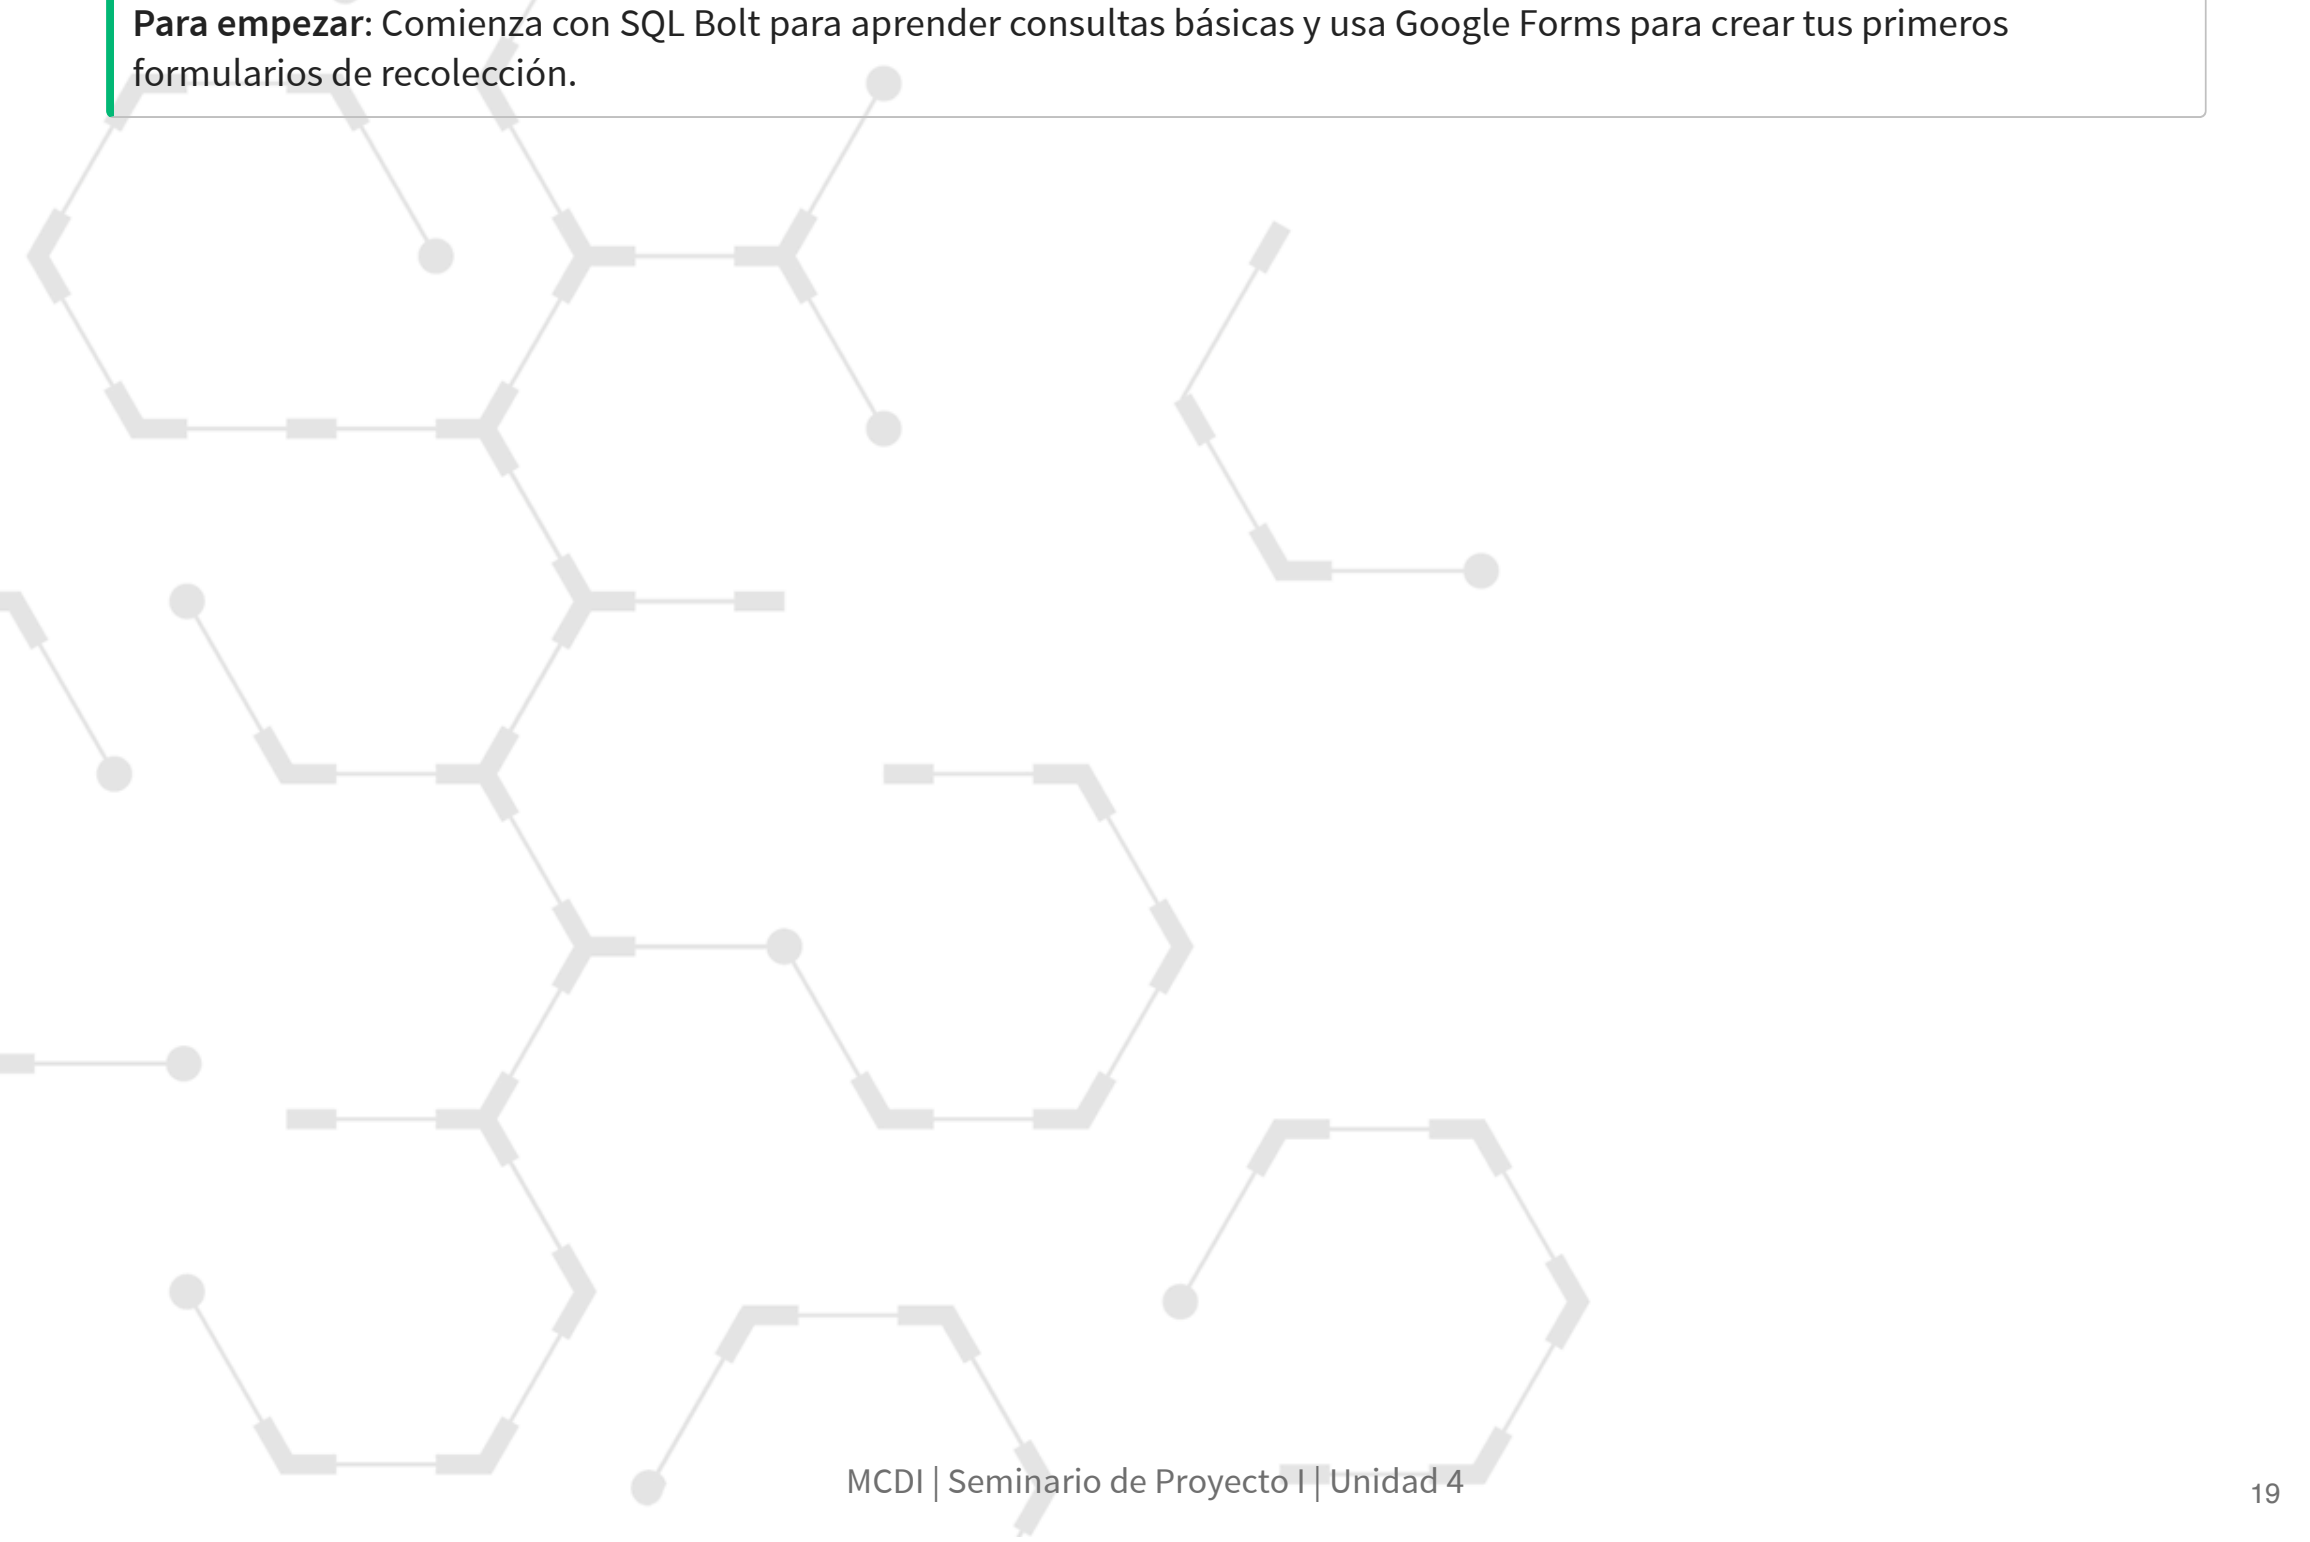 Para empezar: Comienza con SQL Bolt para aprender consultas básicas y usa Google Forms para crear tus primeros
formularios de recolección.
MCDI | Seminario de Proyecto I | Unidad 4
19